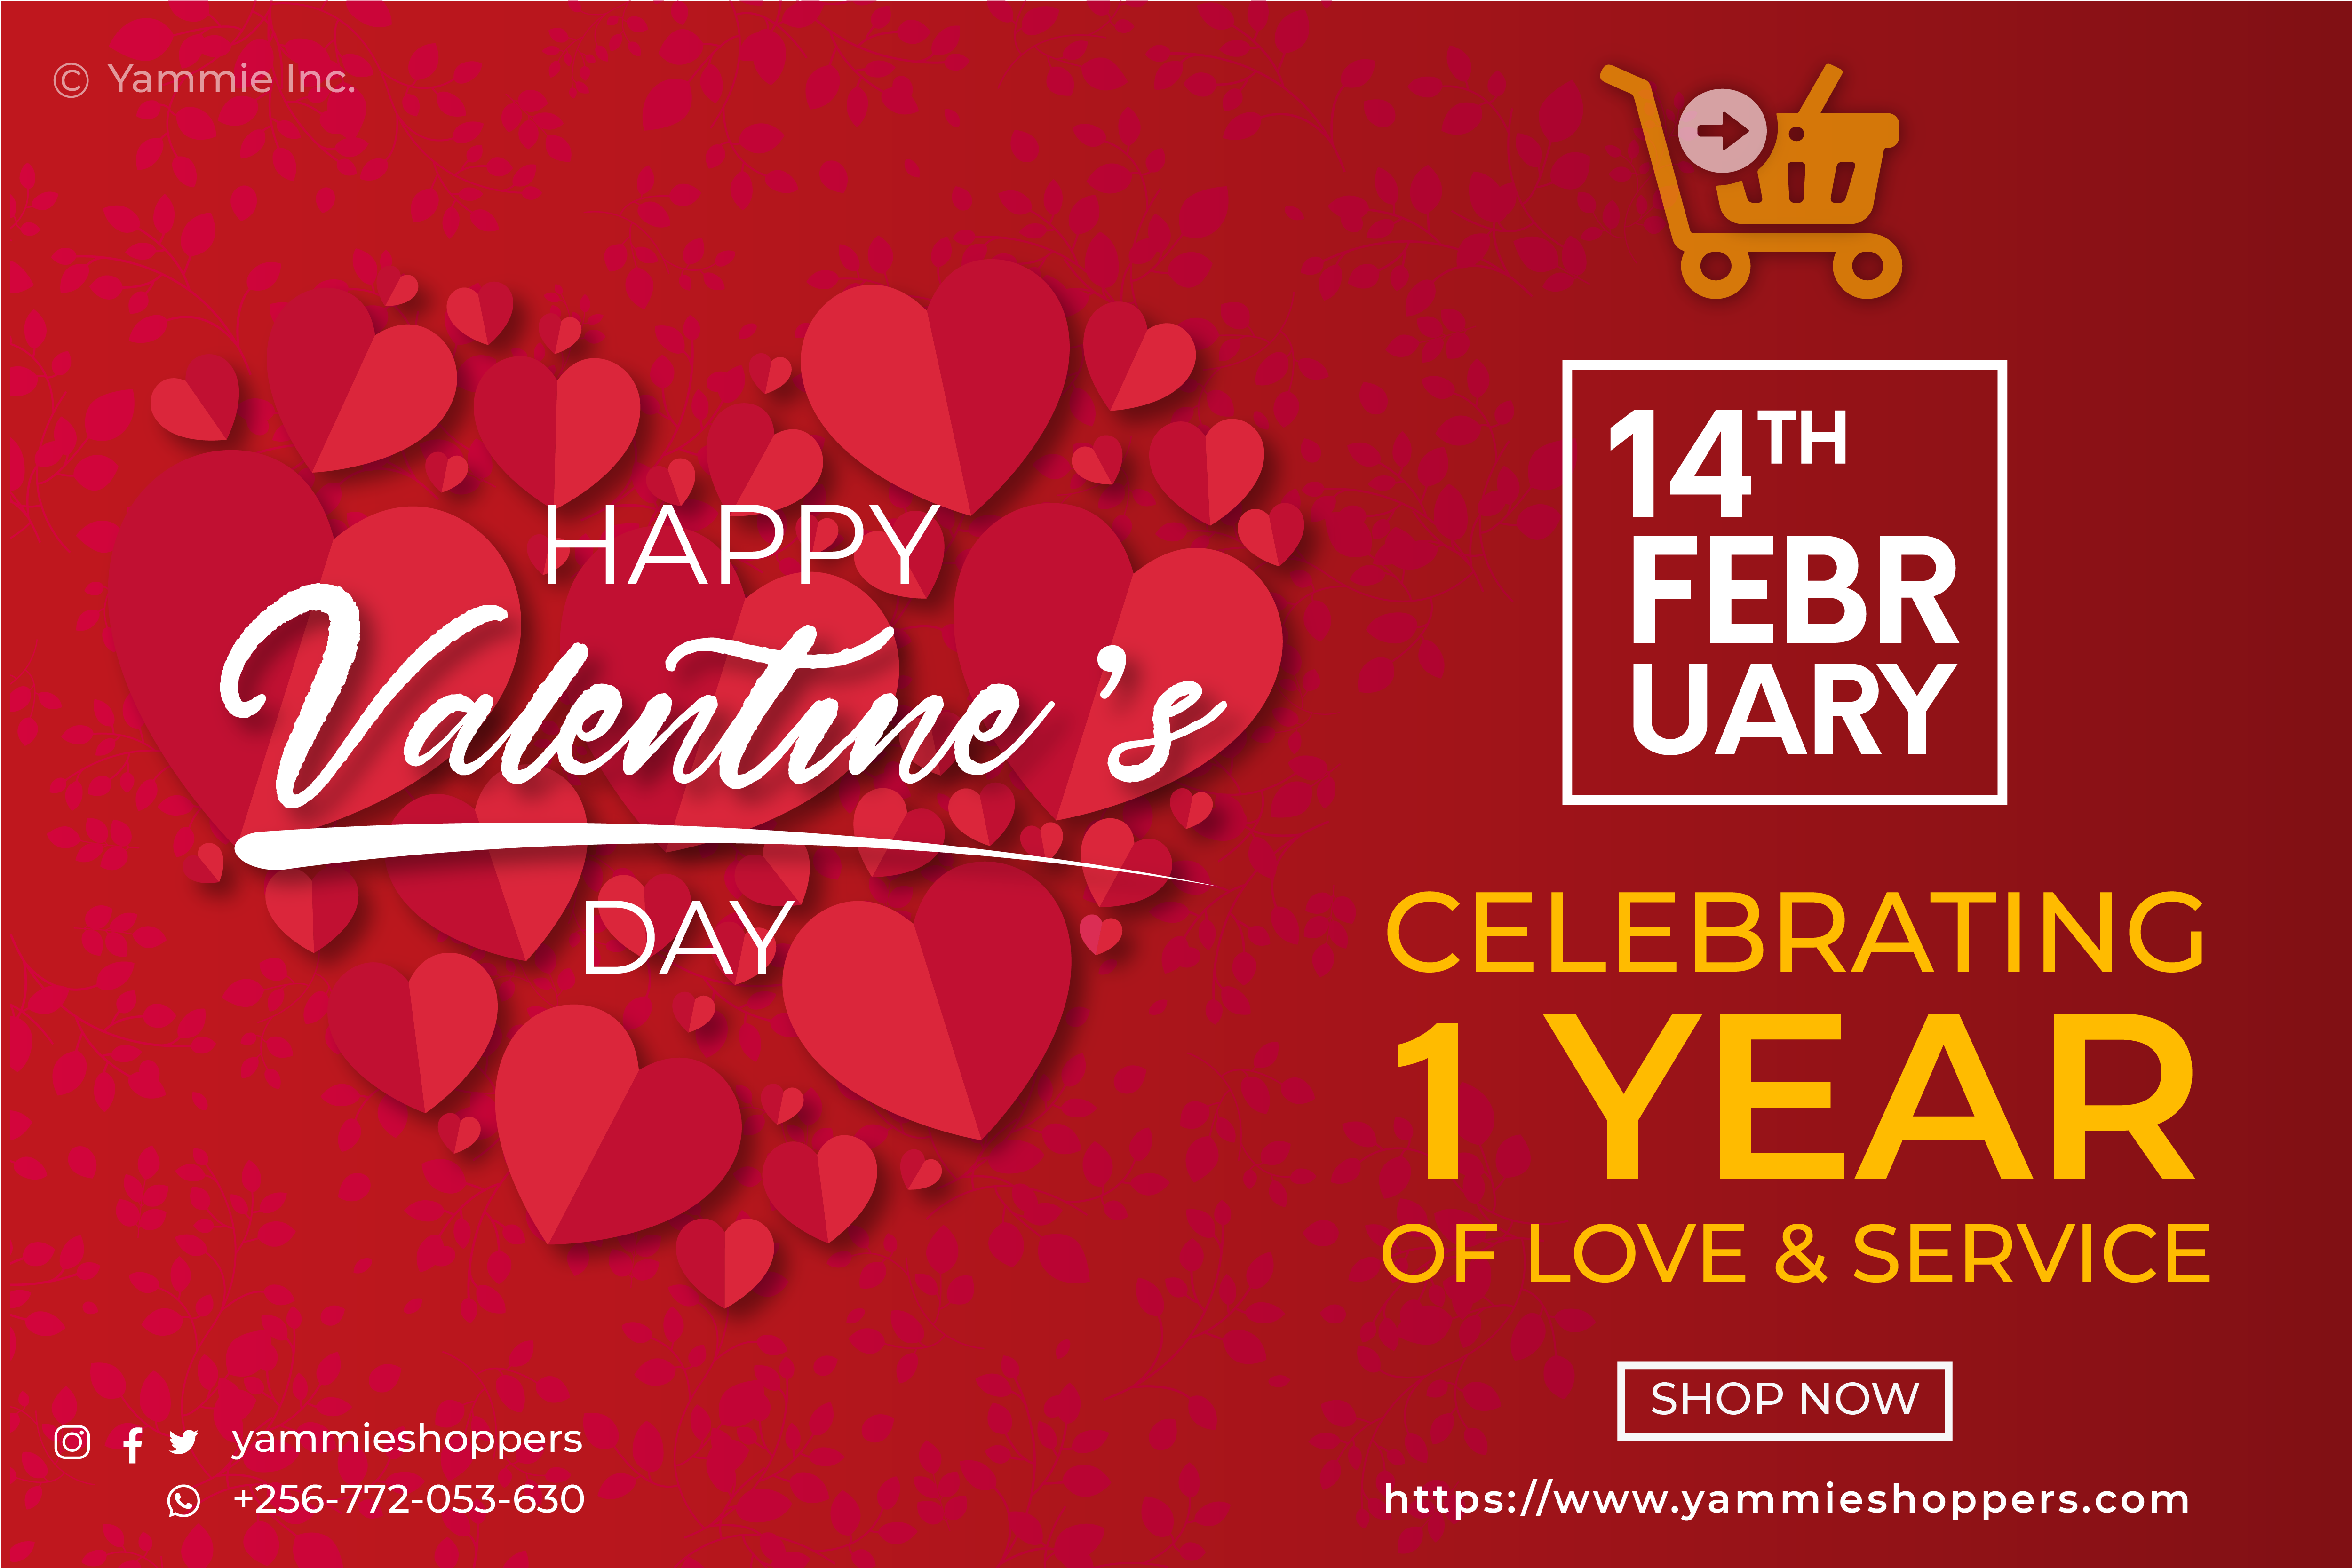 © Yammie Inc.
HAPPY
Valentine's
DAY
14TH
FEBR
UARY
CELEBRATING
1 YEAR
OF LOVE & SERVICE
SHOP NOW
https://www.yammieshoppers.com
yammieshoppers
+256-772-053-630